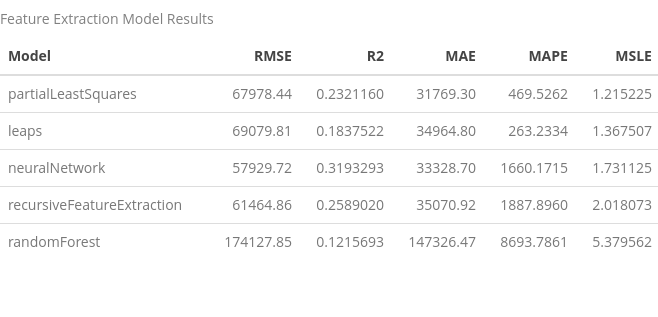 Feature Extraction Model Results
Model RMSE R2 MAE MAPE MSLE
partialLeastSquares 67978.44 0.2321160 31769.30 469.5262 1.215225
leaps 69079.81 0.1837522 34964.80 263.2334 1.367507
neuralNetwork 57929.72 0.3193293 33328.70 1660.1715 1.731125
recursiveFeatureExtraction 61464.86 0.2589020 35070.92 1887.8960 2.018073
randomForest 174127.85 0.1215693 147326.47 8693.7861 5.379562